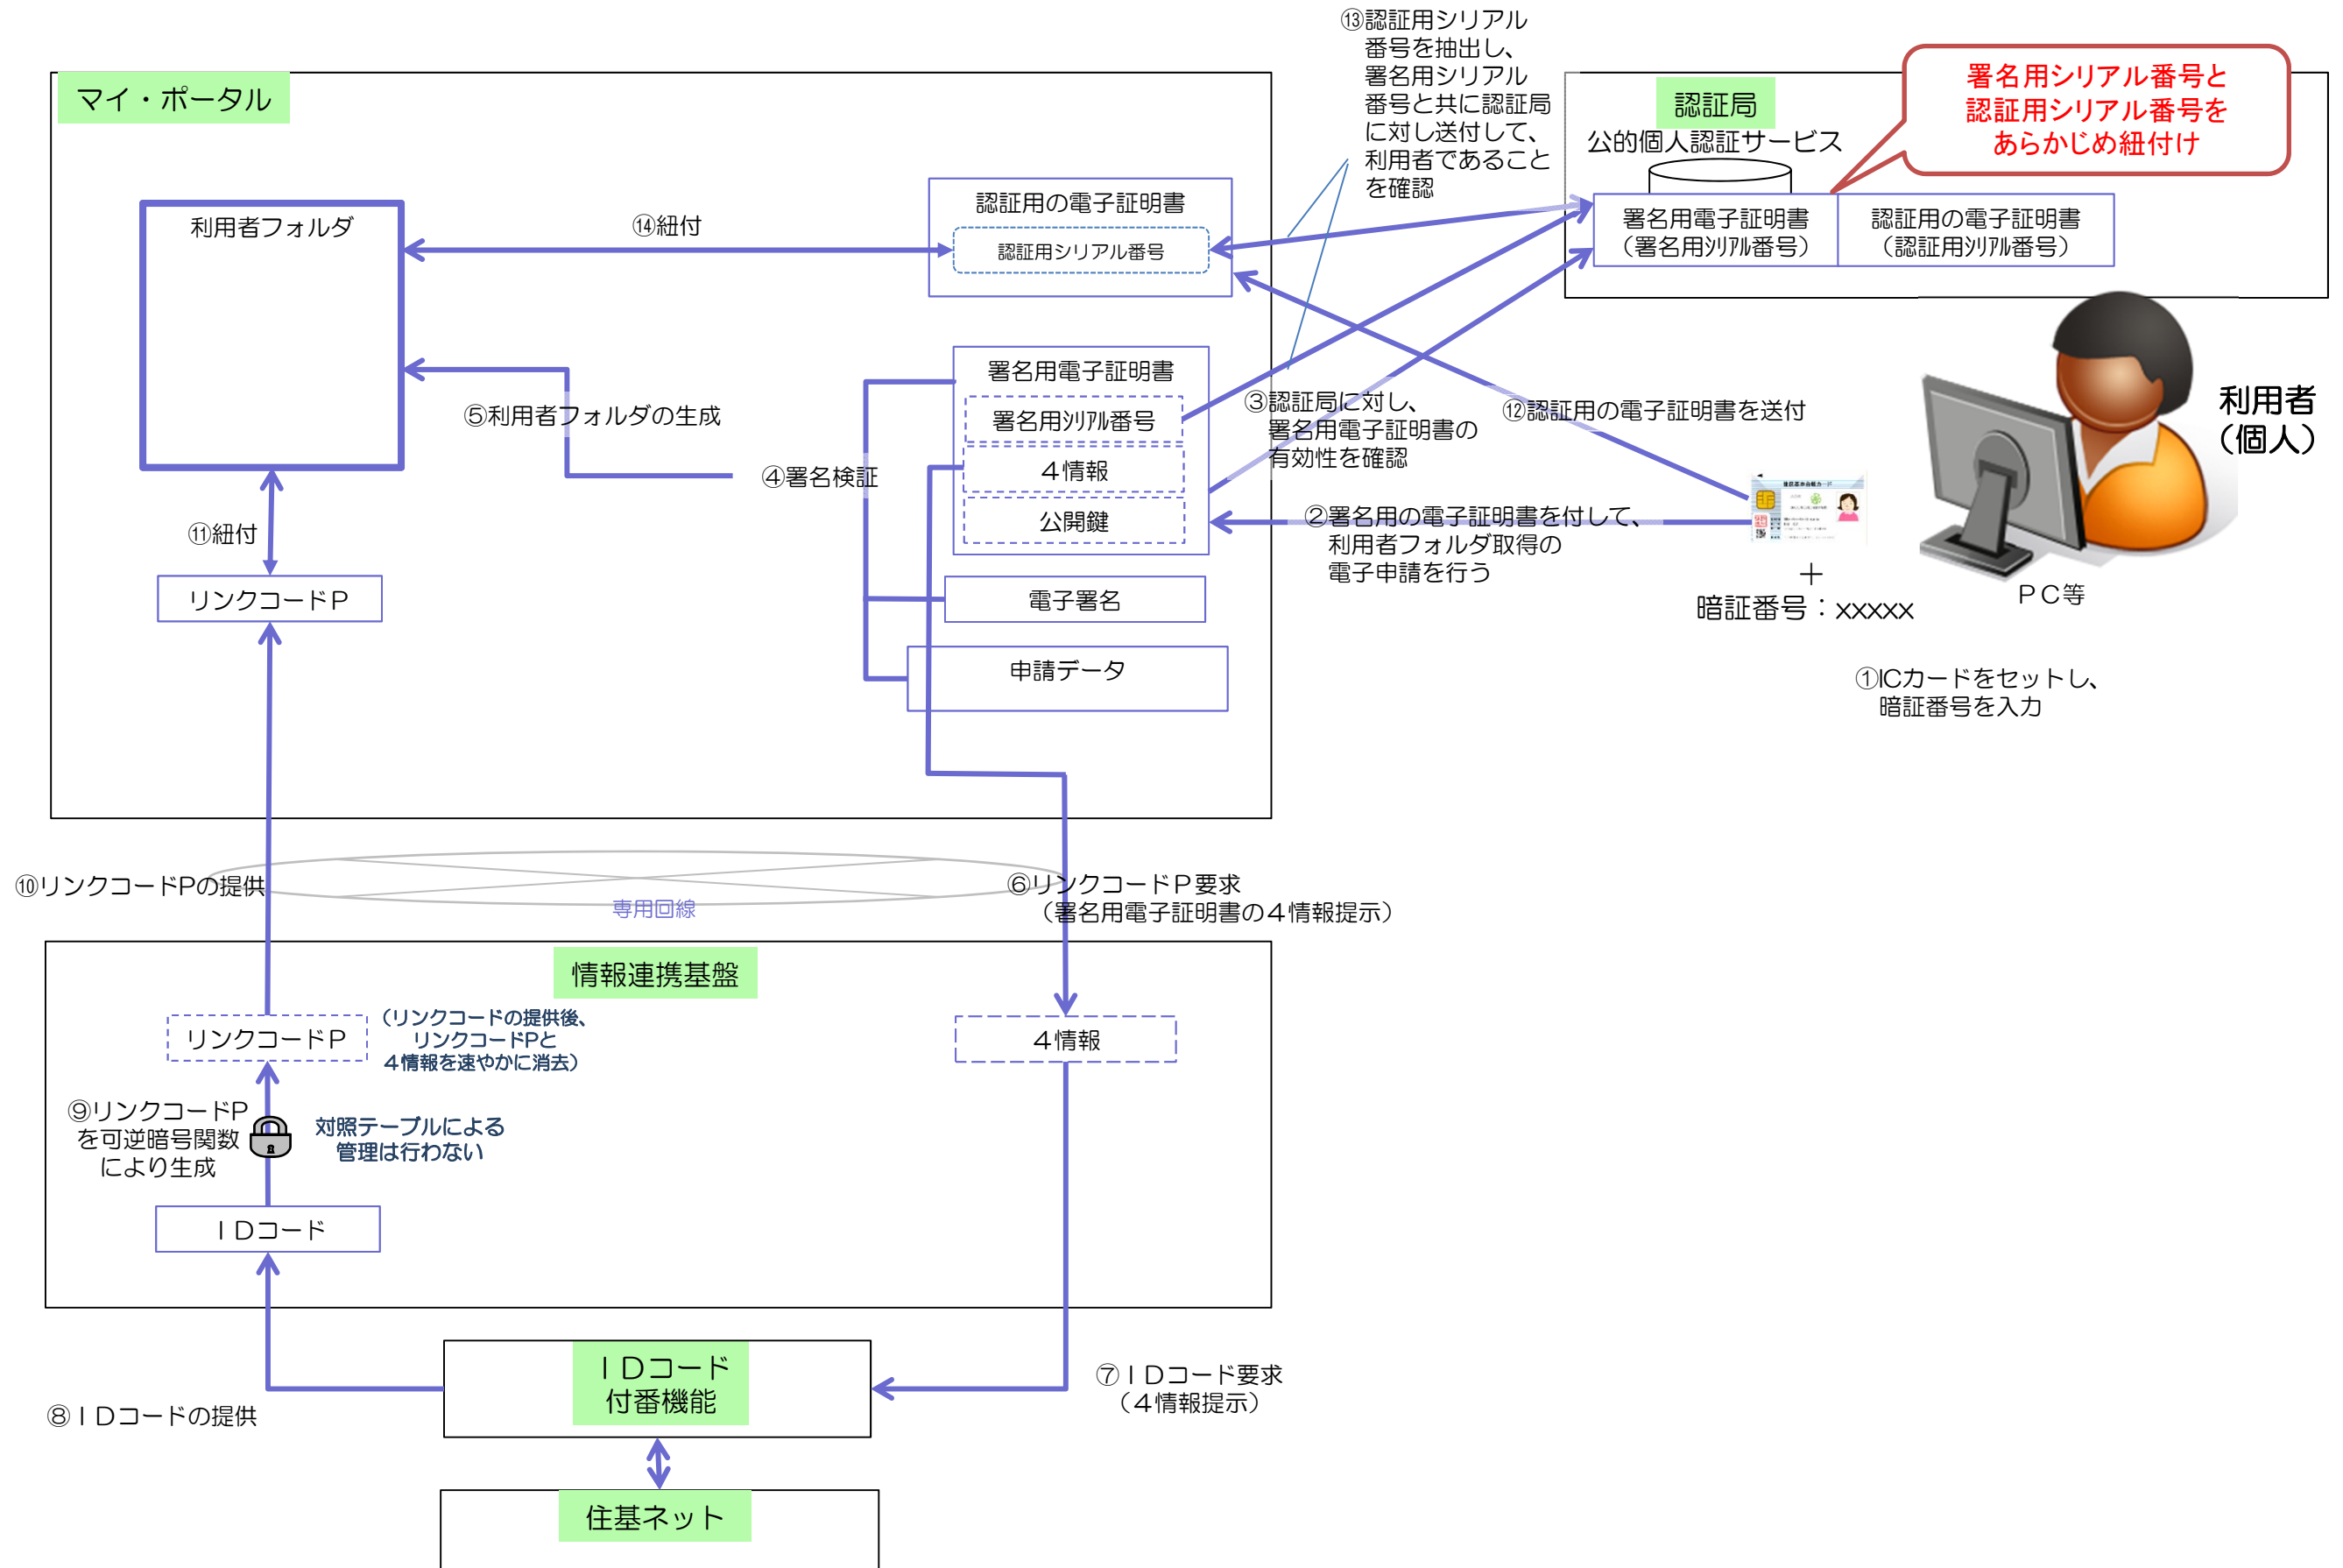 マイ・ポータル
利用者フォルダ
⑭紐付
認証用の電子証明書
認証用シリアル番号
⑬認証用シリアル
番号を抽出し、
署名用シリアル
番号と共に認証局
に対し送付して、
利用者であること
を確認
認証局
公的個人認証サービス
署名用シリアル番号と
認証用シリアル番号を
あらかじめ紐付け
署名用電子証明書
（署名用ｼﾘｱﾙ番号）
認証用の電子証明書
（認証用ｼﾘｱﾙ番号）
⑤利用者フォルダの生成
④署名検証
署名用電子証明書
署名用ｼﾘｱﾙ番号
４情報
公開鍵
電子署名
申請データ
③認証局に対し、
署名用電子証明書の
有効性を確認
⑫認証用の電子証明書を送付
②署名用の電子証明書を付して、
利用者フォルダ取得の
電子申請を行う
住民基本台帳カード
＋
暗証番号：xxxxx
利用者
（個人）
ＰＣ等
①ICカードをセットし、
暗証番号を入力
⑪紐付
リンクコードＰ
⑩リンクコードPの提供
専用回線
⑥リンクコードＰ要求
（署名用電子証明書の４情報提示）
情報連携基盤
リンクコードＰ
（リンクコードの提供後、
リンクコードPと
４情報を速やかに消去）
４情報
⑨リンクコードP
を可逆暗号関数
により生成
対照テーブルによる
管理は行わない
ＩＤコード
⑧ＩＤコードの提供
ＩＤコード
付番機能
⑦ＩＤコード要求
（４情報提示）
住基ネット